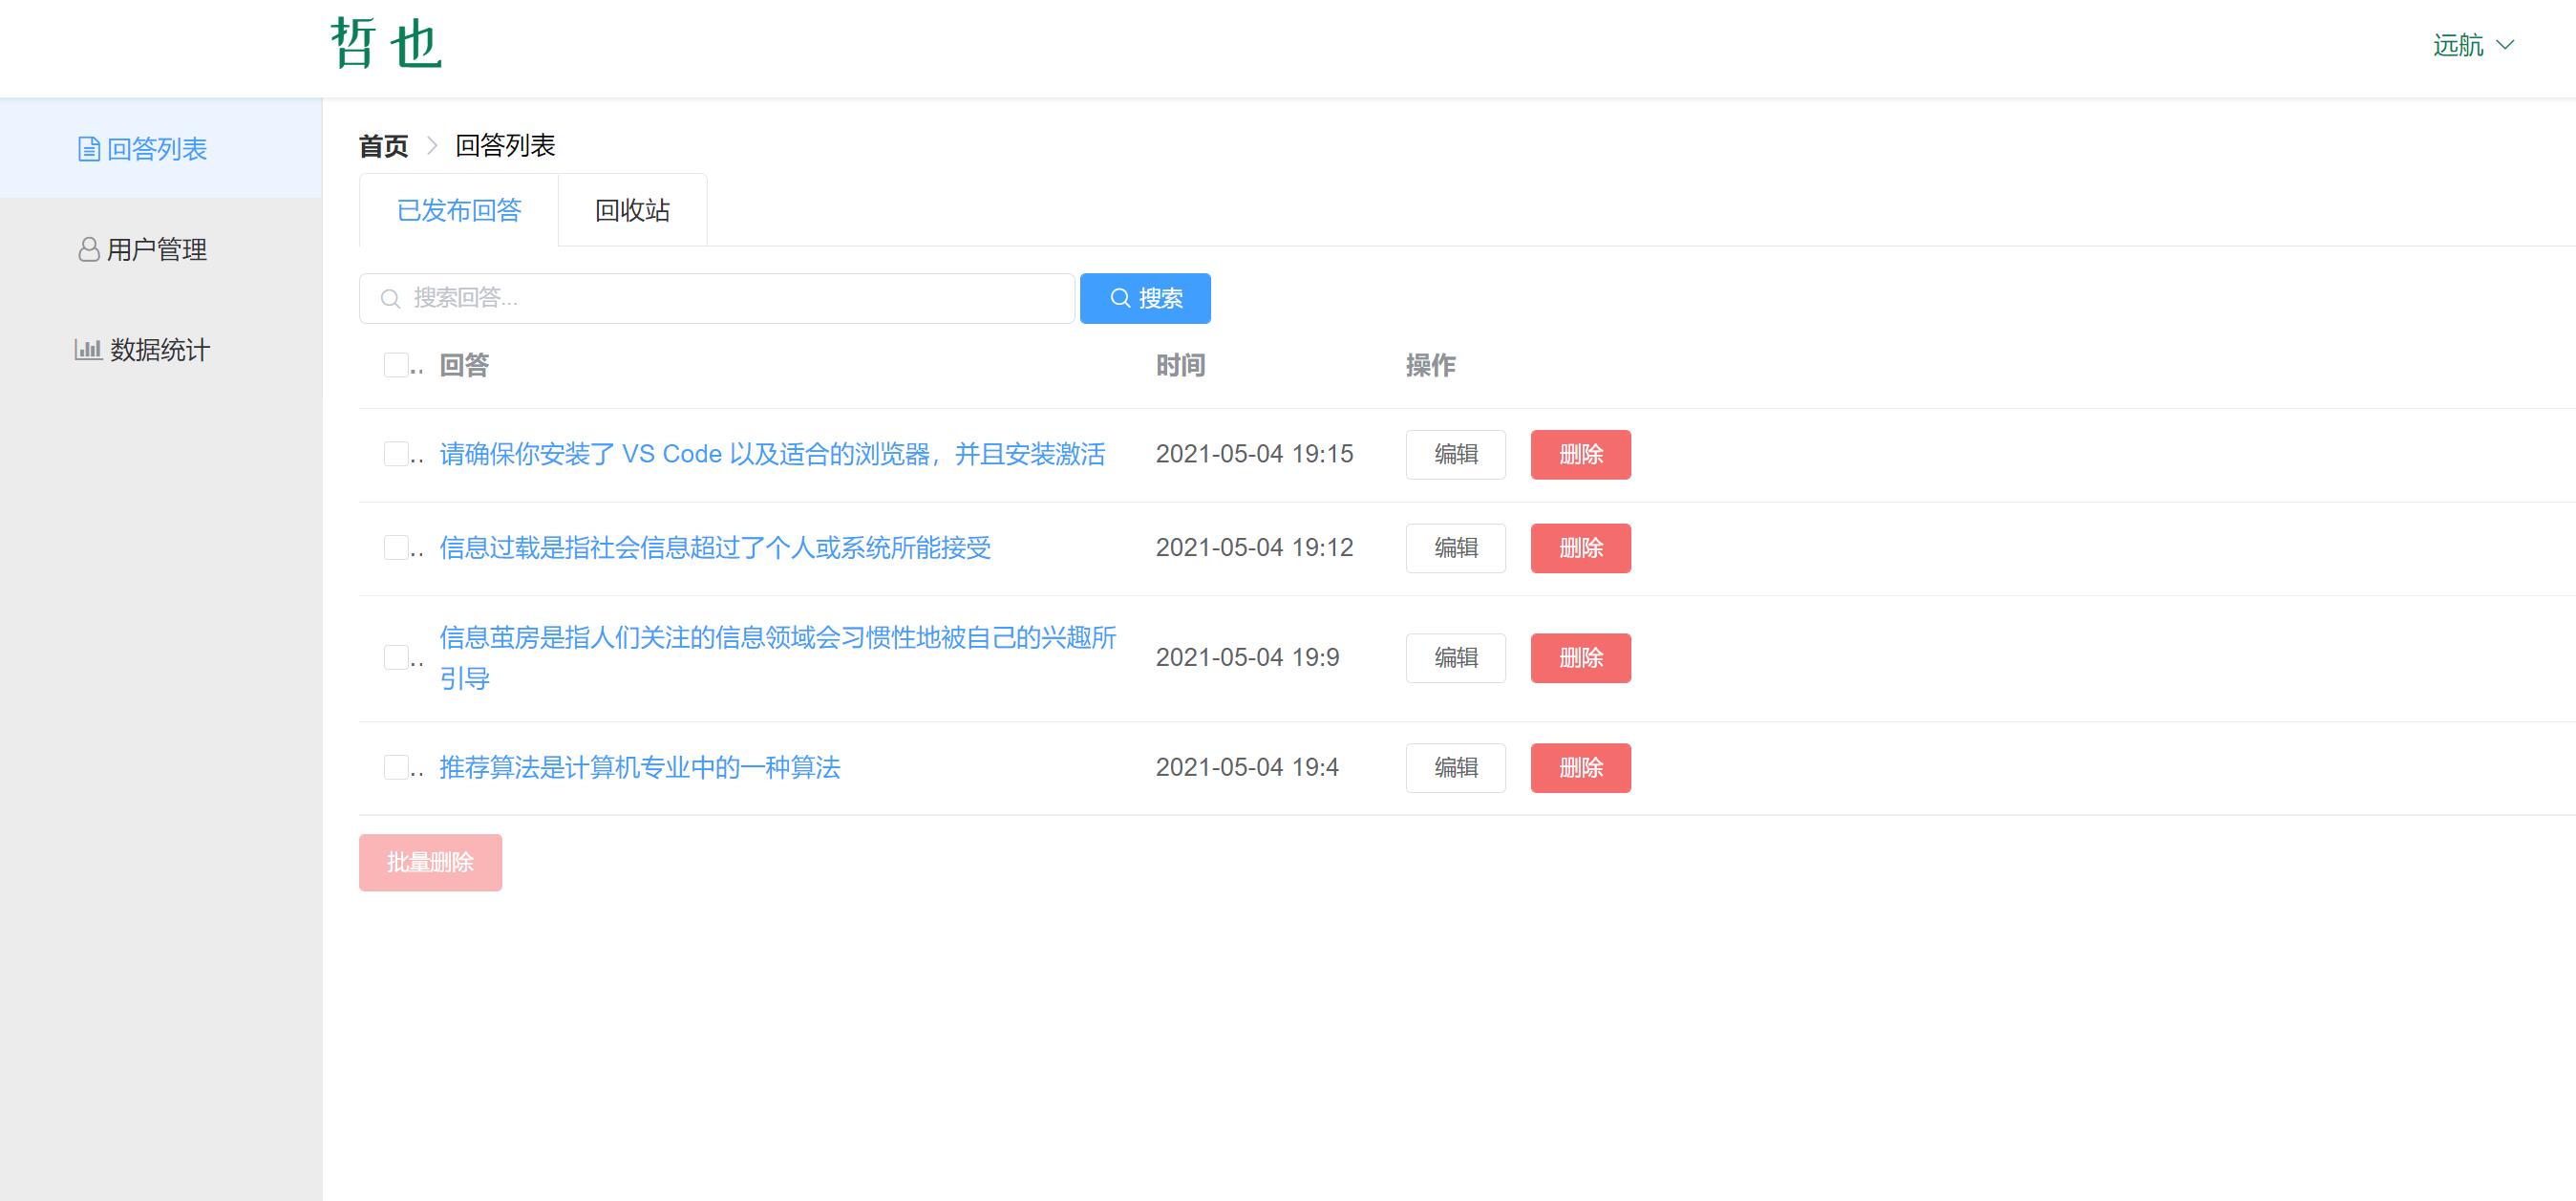 哲也
远航
回答列表
用户管理
数据统计
首页 回答列表
已发布回答 回收站
搜索回答... 搜索
.. 回答 时间 操作
.. 请确保你安装了 VS Code 以及适合的浏览器，并且安装激活 2021-05-04 19:15 编辑 删除
.. 信息过载是指社会信息超过了个人或系统所能接受 2021-05-04 19:12 编辑 删除
.. 信息茧房是指人们关注的信息领域会习惯性地被自己的兴趣所
引导 2021-05-04 19:9 编辑 删除
.. 推荐算法是计算机专业中的一种算法 2021-05-04 19:4 编辑 删除
批量删除